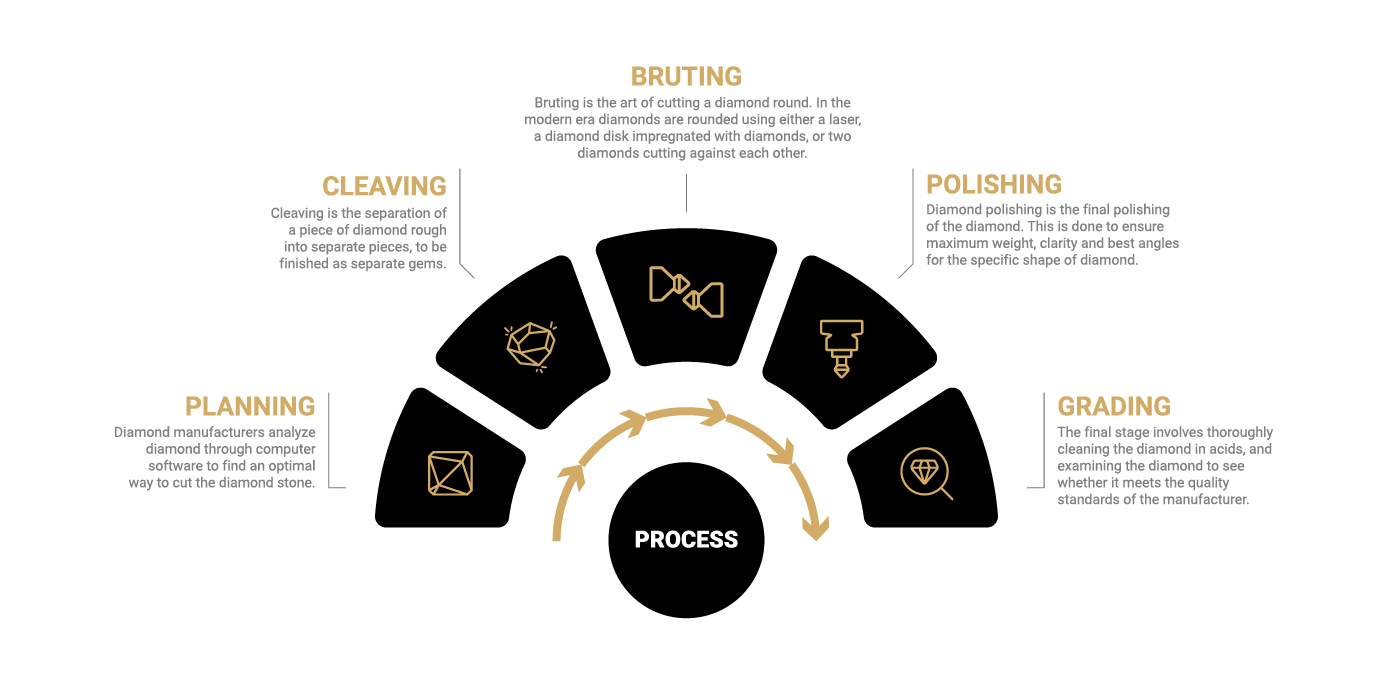 BRUTING
Bruting is the art of cutting a diamond round. In the
modern era diamonds are rounded using either a laser,
a diamond disk impregnated with diamonds, or two
diamonds cutting against each other.
CLEAVING
Cleaving is the separation of
a piece of diamond rough
into separate pieces, to be
finished as separate gems.
POLISHING
Diamond polishing is the final polishing
of the diamond. This is done to ensure
maximum weight, clarity and best angles
for the specific shape of diamond.
PLANNING
Diamond manufacturers analyze
diamond through computer
software to find an optimal
way to cut the diamond stone.
GRADING
The final stage involves thoroughly
cleaning the diamond in acids, and
examining the diamond to see
whether it meets the quality
standards of the manufacturer.
PROCESS